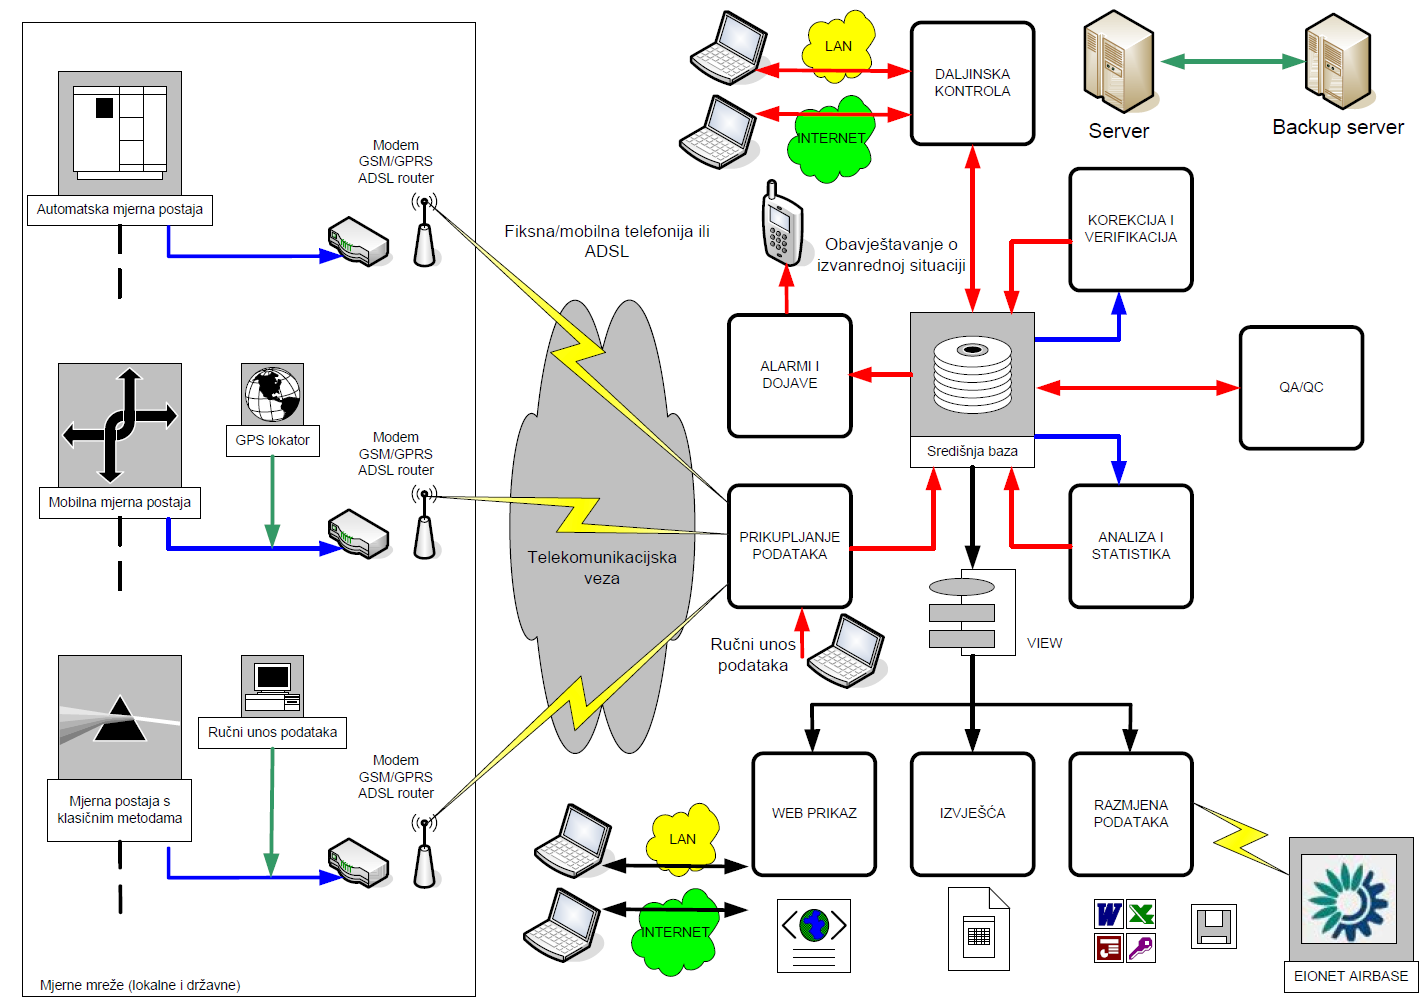 Automatska mjerna postaja
Modem
GSM/GPRS
ADSL router
Mobilna mjerna postaja
GPS lokator
Modem
GSM/GPRS
ADSL router
Mjerna postaja s
klasičnim metodama
Ručni unos podataka
Modem
GSM/GPRS
ADSL router
Mjerne mreže (lokalne i državne)
Fiksna/mobilna telefonija ili
ADSL
Telekomunikacijska
veza
LAN
INTERNET
DALJINSKA
KONTROLA
Server
Backup server
Obavještavanje o
izvanrednoj situaciji
KOREKCIJA I
VERIFIKACIJA
ALARMI I
DOJAVE
Središnja baza
QA/QC
PRIKUPLJANJE
PODATAKA
ANALIZA I
STATISTIKA
Ručni unos
podataka
VIEW
WEB PRIKAZ
IZVJEŠĆA
RAZMJENA
PODATAKA
LAN
INTERNET
EIONET AIRBASE